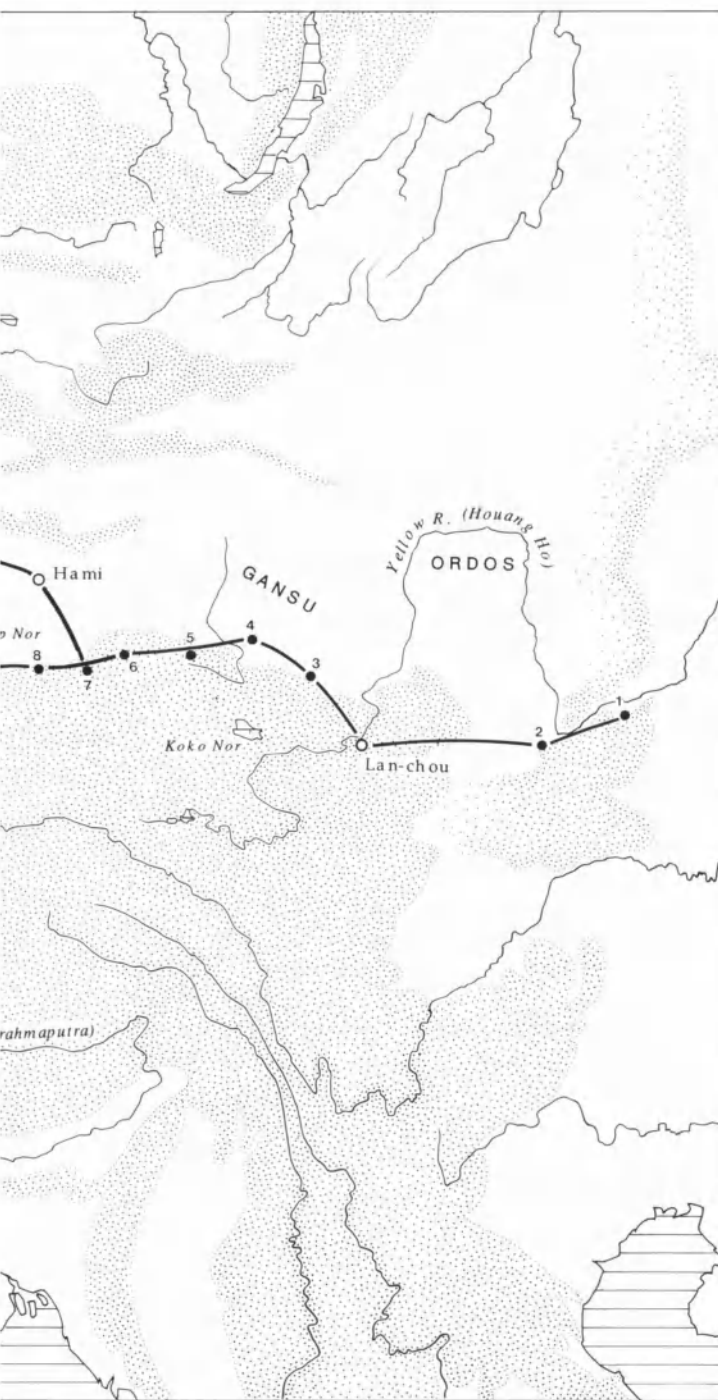 Yellow R. (Houang Ho)
ORDOS
Hami
GANSU
Nor
5
4
8
6
3
7
1
Koko Nor
2
Lan-chou
rahmaputra)